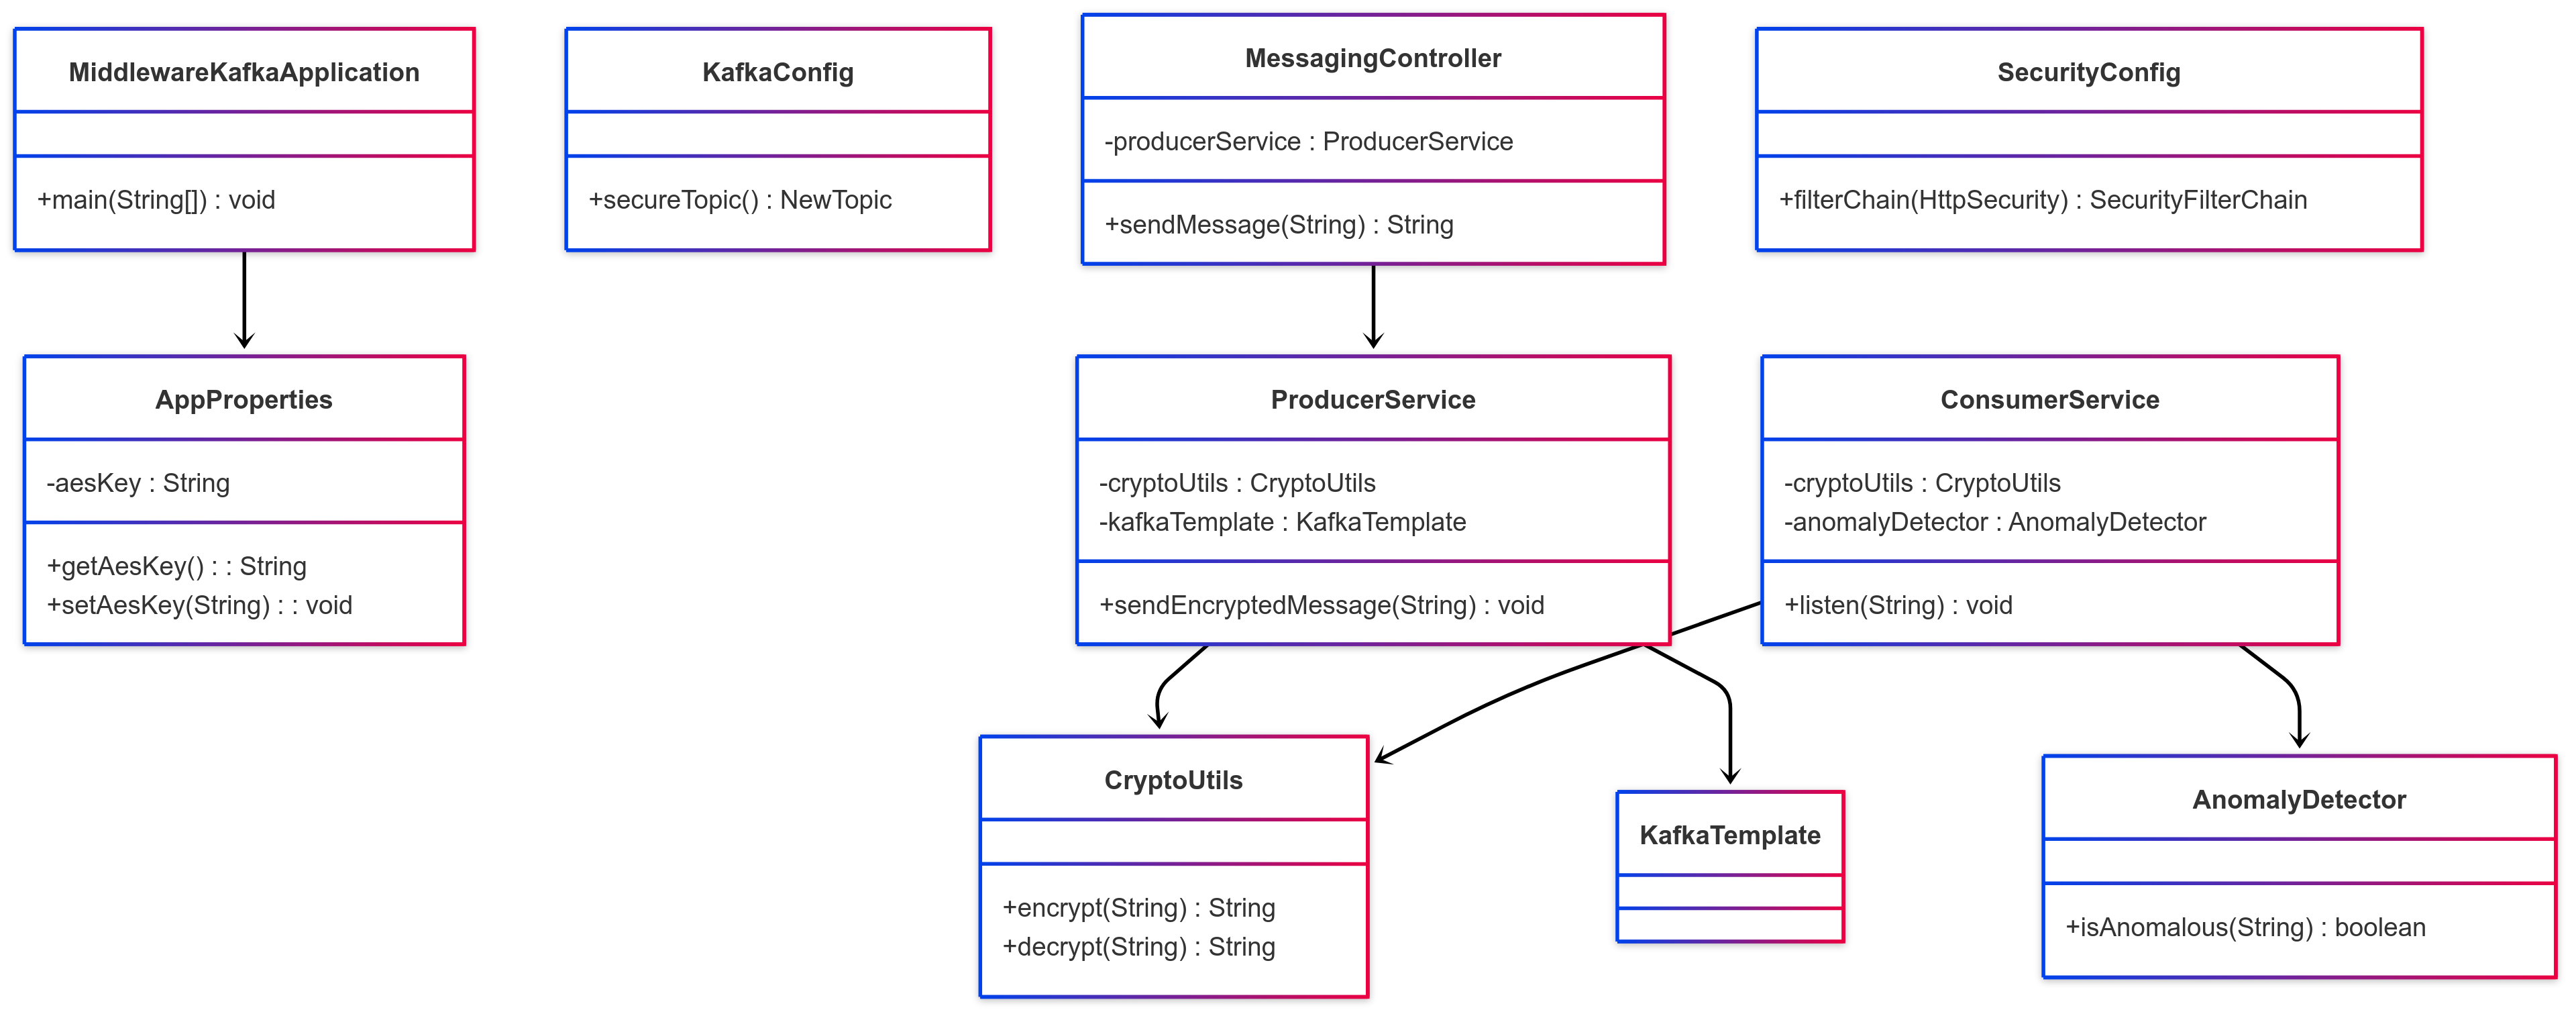 MiddlewareKafkaApplication
+main(String[]) : void
KafkaConfig
+secureTopic() : NewTopic
MessagingController
-producerService : ProducerService
+sendMessage(String) : String
SecurityConfig
+filterChain(HttpSecurity) : SecurityFilterChain
AppProperties
-aesKey : String
+getAesKey() : : String
+setAesKey(String) : : void
ProducerService
-cryptoUtils : CryptoUtils
-kafkaTemplate : KafkaTemplate
+sendEncryptedMessage(String) : void
ConsumerService
-cryptoUtils : CryptoUtils
-anomalyDetector : AnomalyDetector
+listen(String) : void
CryptoUtils
+encrypt(String) : String
+decrypt(String) : String
KafkaTemplate
AnomalyDetector
+isAnomalous(String) : boolean